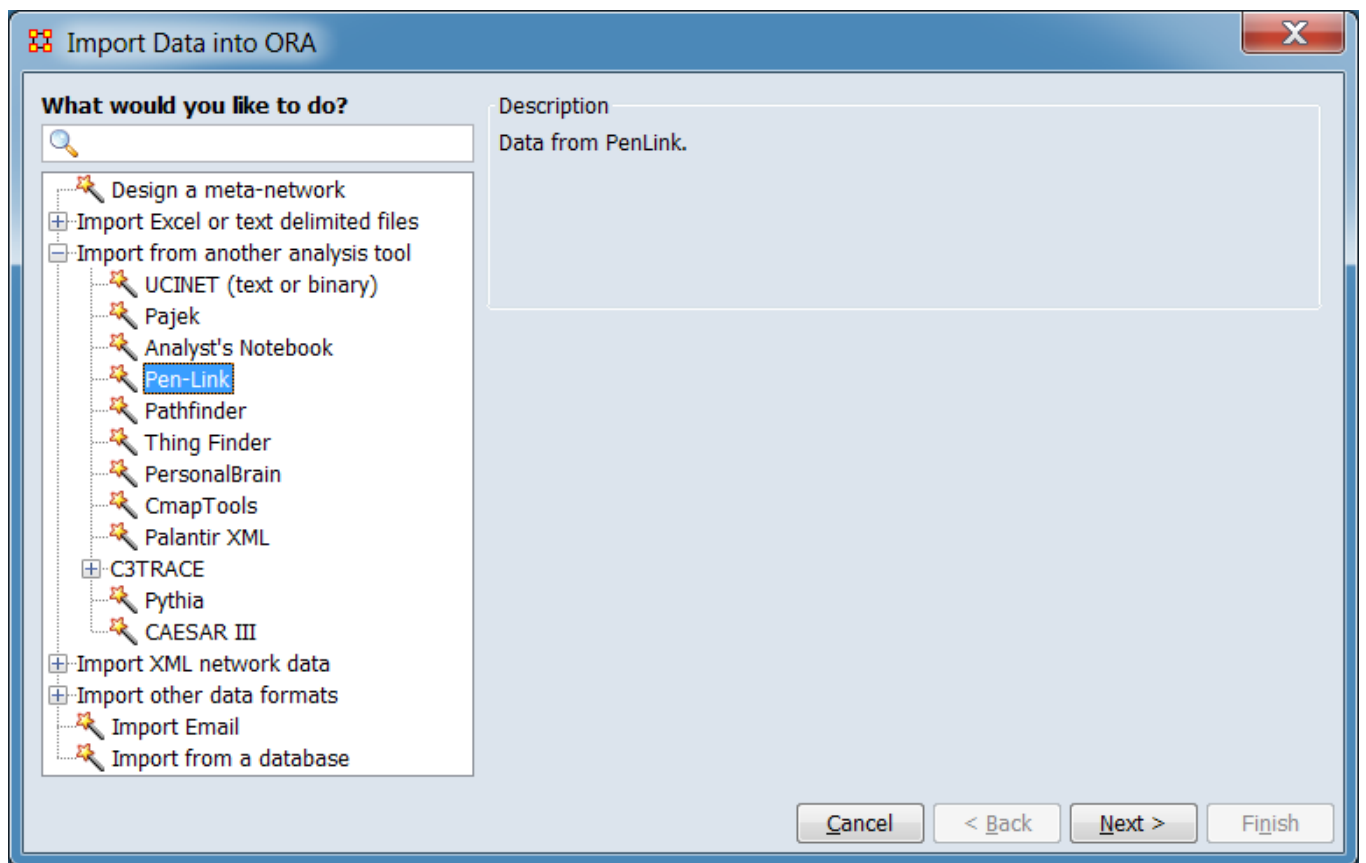 Import Data into ORA
What would you like to do?
Design a meta-network
Import Excel or text delimited files
Import from another analysis tool
UCINET (text or binary)
Pajek
Analyst's Notebook
Pen-Link
Pathfinder
Thing Finder
PersonalBrain
CmapTools
Palantir XML
C3TRACE
Pythia
CAESAR III
Import XML network data
Import other data formats
Import Email
Import from a database
Description
Data from PenLink.
Cancel
< Back
Next >
Finish